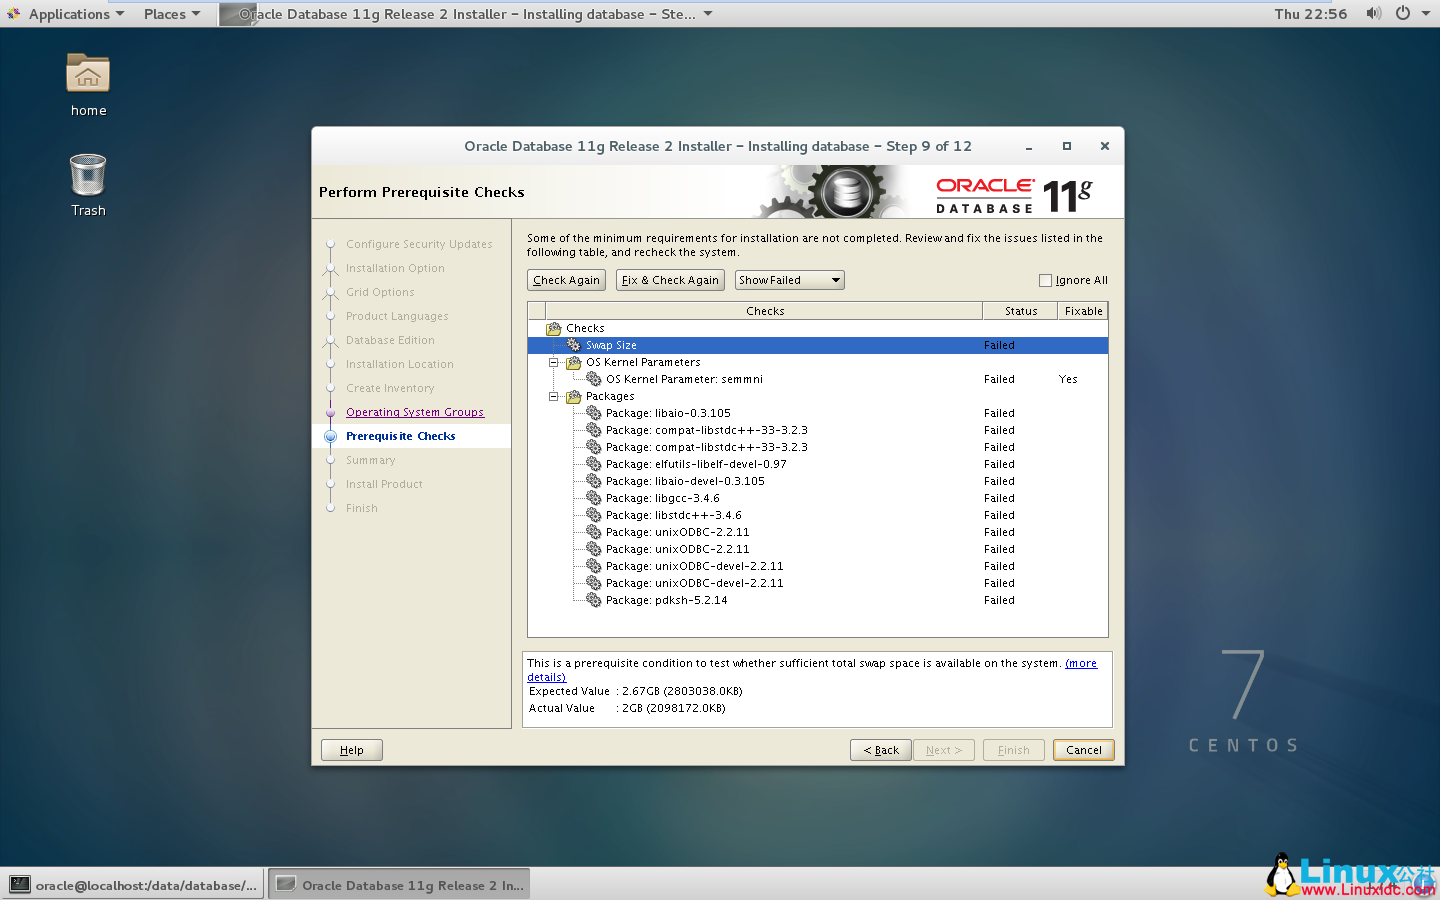 Applications Places Oracle Database 11g Release 2 Installer – Installing database – Ste... Thu 22:56
home
Trash
Oracle Database 11g Release 2 Installer – Installing database – Step 9 of 12
Perform Prerequisite Checks
ORACLE
DATABASE 11g
Configure Security Updates
Installation Option
Grid Options
Product Languages
Database Edition
Installation Location
Create Inventory
Operating System Groups
Prerequisite Checks
Summary
Install Product
Finish
Some of the minimum requirements for installation are not completed. Review and fix the issues listed in the
following table, and recheck the system.
Check Again Fix & Check Again Show Failed Ignore All
Checks Status Fixable
Checks
Swap Size Failed
OS Kernel Parameters
OS Kernel Parameter: semmni Failed Yes
Packages
Package: libaio-0.3.105 Failed
Package: compat-libstdc++-33-3.2.3 Failed
Package: compat-libstdc++-33-3.2.3 Failed
Package: elfutils-libelf-devel-0.97 Failed
Package: libaio-devel-0.3.105 Failed
Package: libgcc-3.4.6 Failed
Package: libstdc++-3.4.6 Failed
Package: unixODBC-2.2.11 Failed
Package: unixODBC-2.2.11 Failed
Package: unixODBC-devel-2.2.11 Failed
Package: unixODBC-devel-2.2.11 Failed
Package: pdksh-5.2.14 Failed
This is a prerequisite condition to test whether sufficient total swap space is available on the system. (more
details)
Expected Value : 2.67GB (2803038.0KB)
Actual Value : 2GB (2098172.0KB)
Help < Back Next > Finish Cancel
7
CENTOS
oracle@localhost:/data/database/... Oracle Database 11g Release 2 In...
Linux公社
www.Linuxidc.com